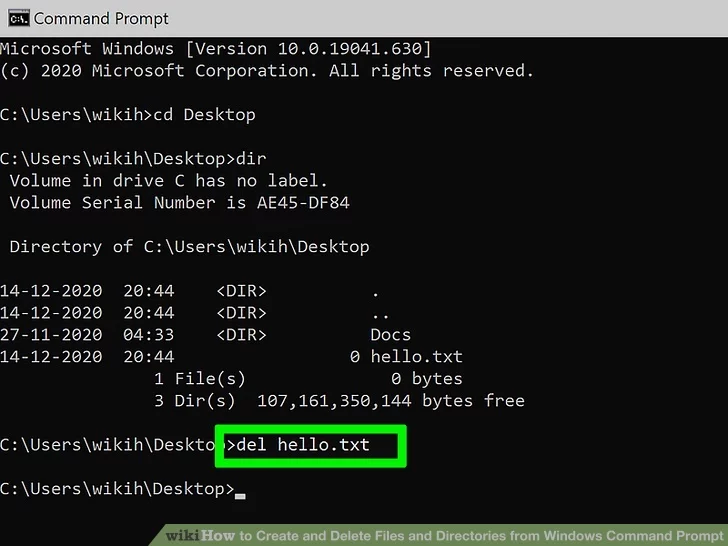 Command Prompt
Microsoft Windows [Version 10.0.19041.630]
(c) 2020 Microsoft Corporation. All rights reserved.
C:\Users\wikih>cd Desktop
C:\Users\wikih\Desktop>dir
Volume in drive C has no label.
Volume Serial Number is AE45-DF84
Directory of C:\Users\wikih\Desktop
14-12-2020  20:44    <DIR>          .
14-12-2020  20:44    <DIR>          ..
27-11-2020  04:33    <DIR>          Docs
14-12-2020  20:44                 0 hello.txt
1 File(s)              0 bytes
3 Dir(s)  107,161,350,144 bytes free
C:\Users\wikih\Desktop>del hello.txt
C:\Users\wikih\Desktop>
wikiHow to Create and Delete Files and Directories from Windows Command Prompt